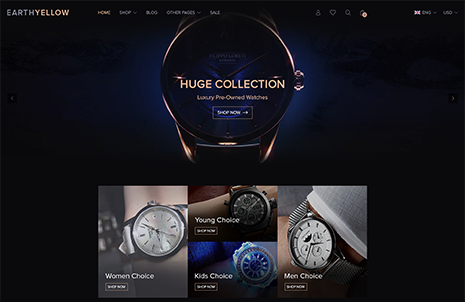 EARTHYELLOW
HOME SHOP BLOG OTHER PAGES SALE
ENG USD
HUGE COLLECTION
Luxury Pre-Owned Watches
SHOP NOW
Women Choice
SHOP NOW
Young Choice
SHOP NOW
Kids Choice
SHOP NOW
Men Choice
SHOP NOW